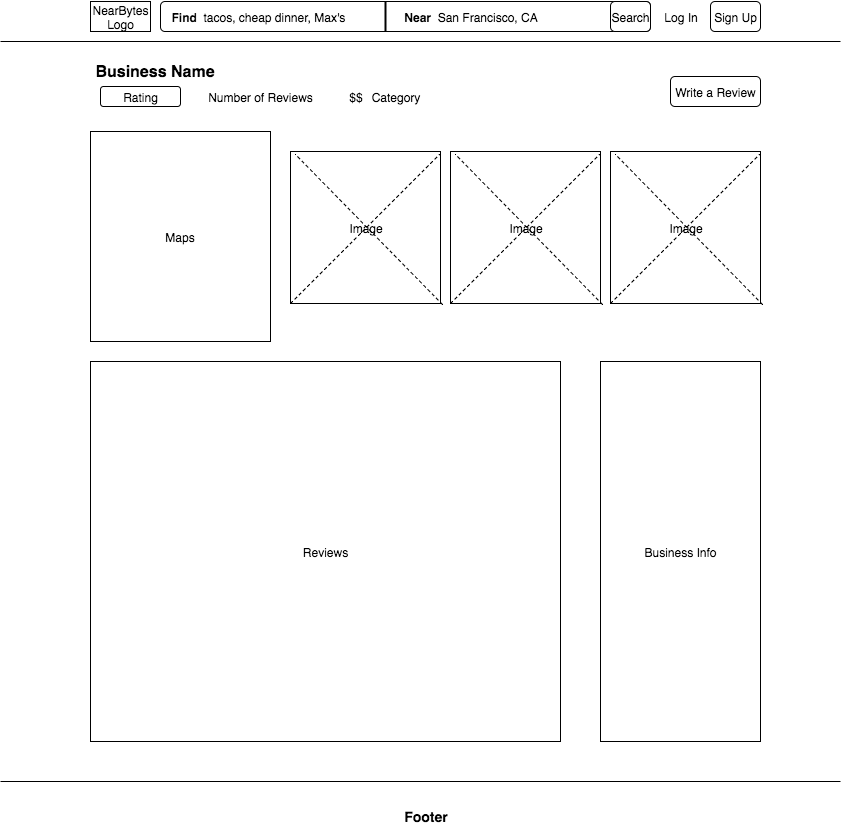 NearBytes
Logo
Find tacos, cheap dinner, Max's
Near San Francisco, CA
Search
Log In
Sign Up
Business Name
Rating
Number of Reviews
$$ Category
Write a Review
Maps
Image
Image
Image
Reviews
Business Info
Footer